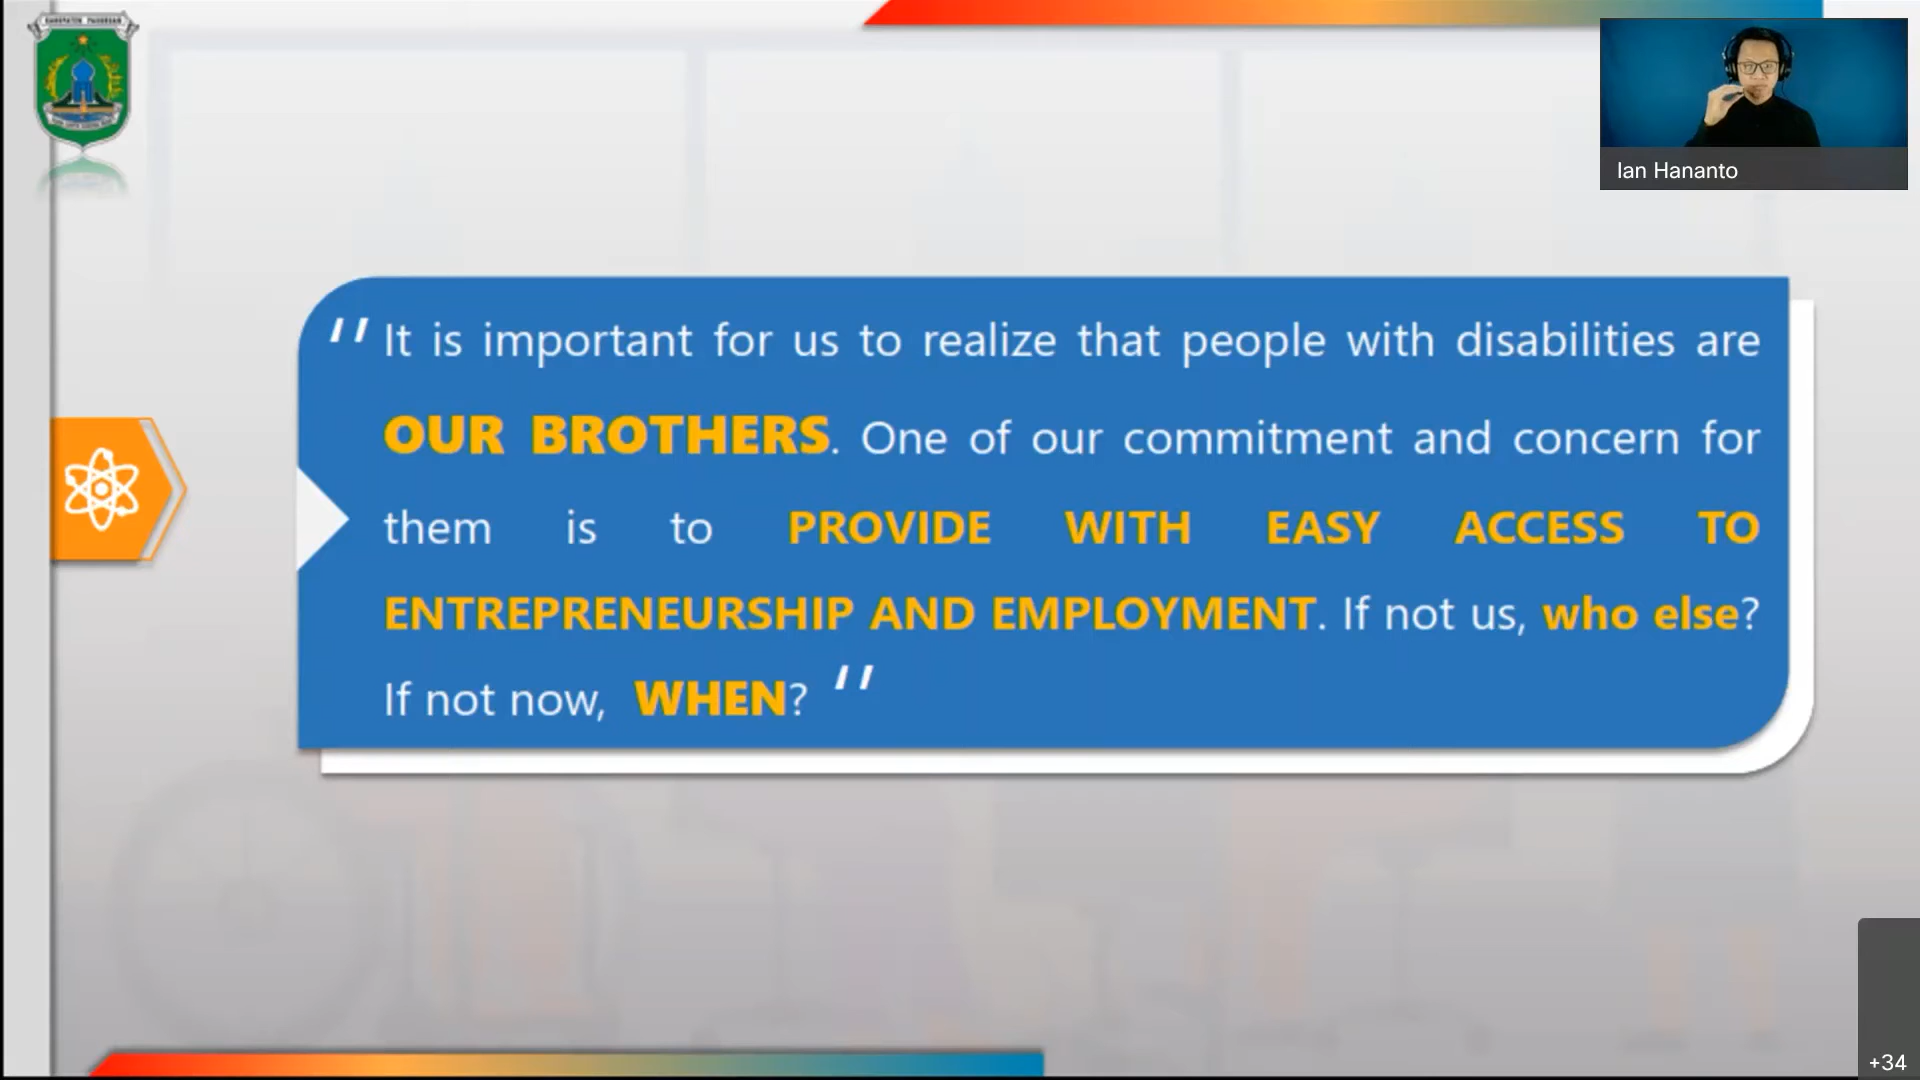 KABUPATEN PASURUAN
Ian Hananto
"It is important for us to realize that people with disabilities are
OUR BROTHERS. One of our commitment and concern for
them is to PROVIDE WITH EASY ACCESS TO
ENTREPRENEURSHIP AND EMPLOYMENT. If not us, who else?
If not now, WHEN? "
+34